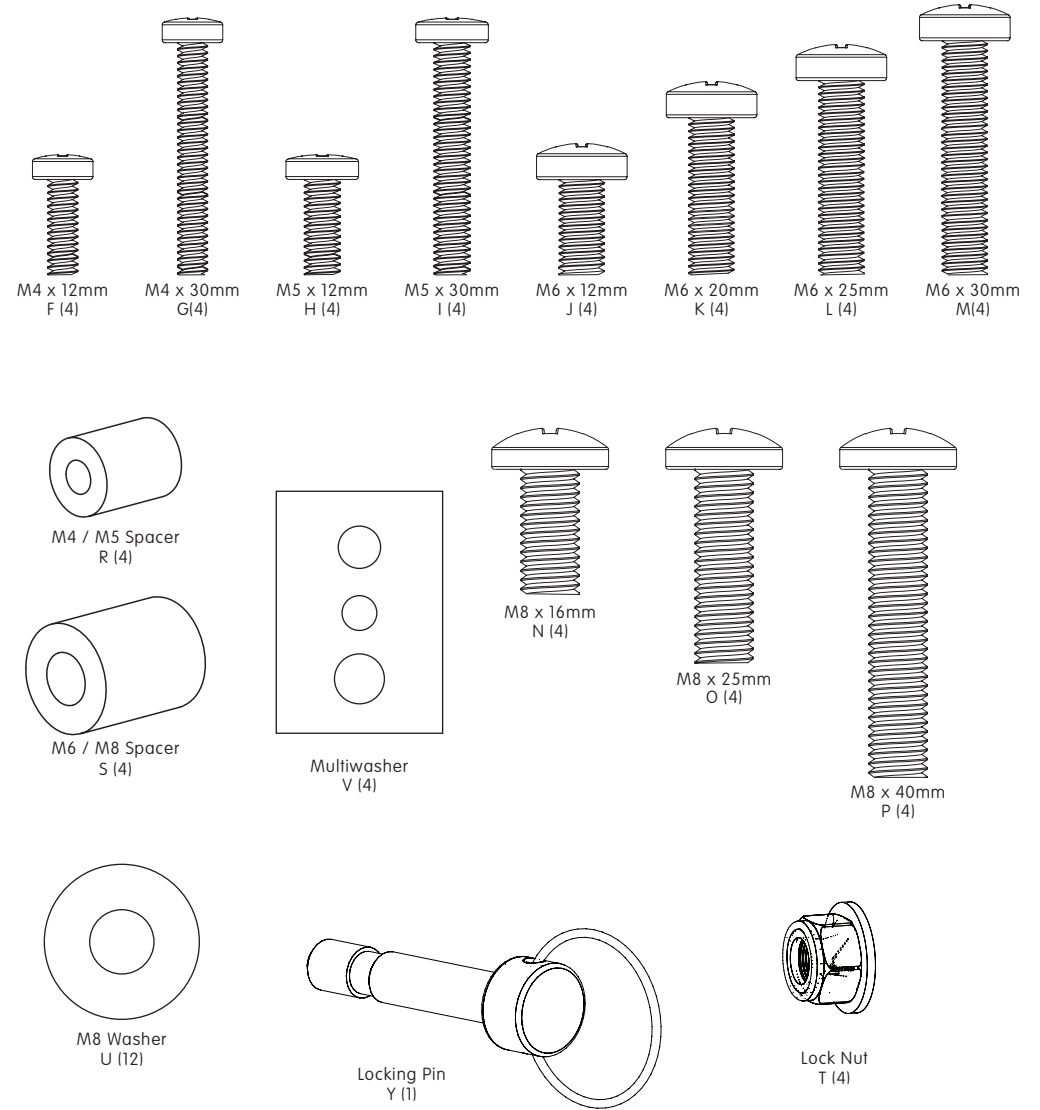 M4 x 12mm
F (4)
M4 x 30mm
G(4)
M5 x 12mm
H (4)
M5 x 30mm
I (4)
M6 x 12mm
J (4)
M6 x 20mm
K (4)
M6 x 25mm
L (4)
M6 x 30mm
M(4)
M4 / M5 Spacer
R (4)
M6 / M8 Spacer
S (4)
Multiwasher
V (4)
M8 x 16mm
N (4)
M8 x 25mm
O (4)
M8 x 40mm
P (4)
M8 Washer
U (12)
Locking Pin
Y (1)
Lock Nut
T (4)